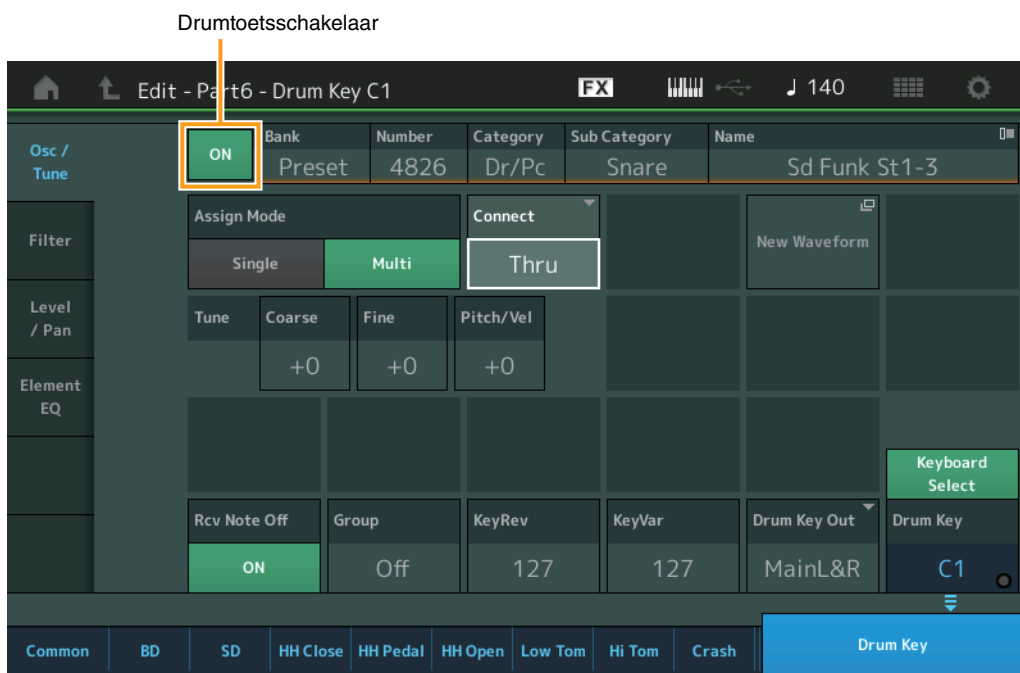 Drumtoetsschakelaar
Edit - Part6 - Drum Key C1
FX
♩ 140
Osc /
Tune
ON
Bank
Preset
Number
4826
Category
Dr/Pc
Sub Category
Snare
Name
Sd Funk St1-3
Filter
Assign Mode
Single
Multi
Connect
Thru
New Waveform
Level
/ Pan
Tune
Coarse
+0
Fine
+0
Pitch/Vel
+0
Element
EQ
Keyboard
Select
Rcv Note Off
ON
Group
Off
KeyRev
127
KeyVar
127
Drum Key Out
MainL&R
Drum Key
C1
Common
BD
SD
HH Close
HH Pedal
HH Open
Low Tom
Hi Tom
Crash
Drum Key